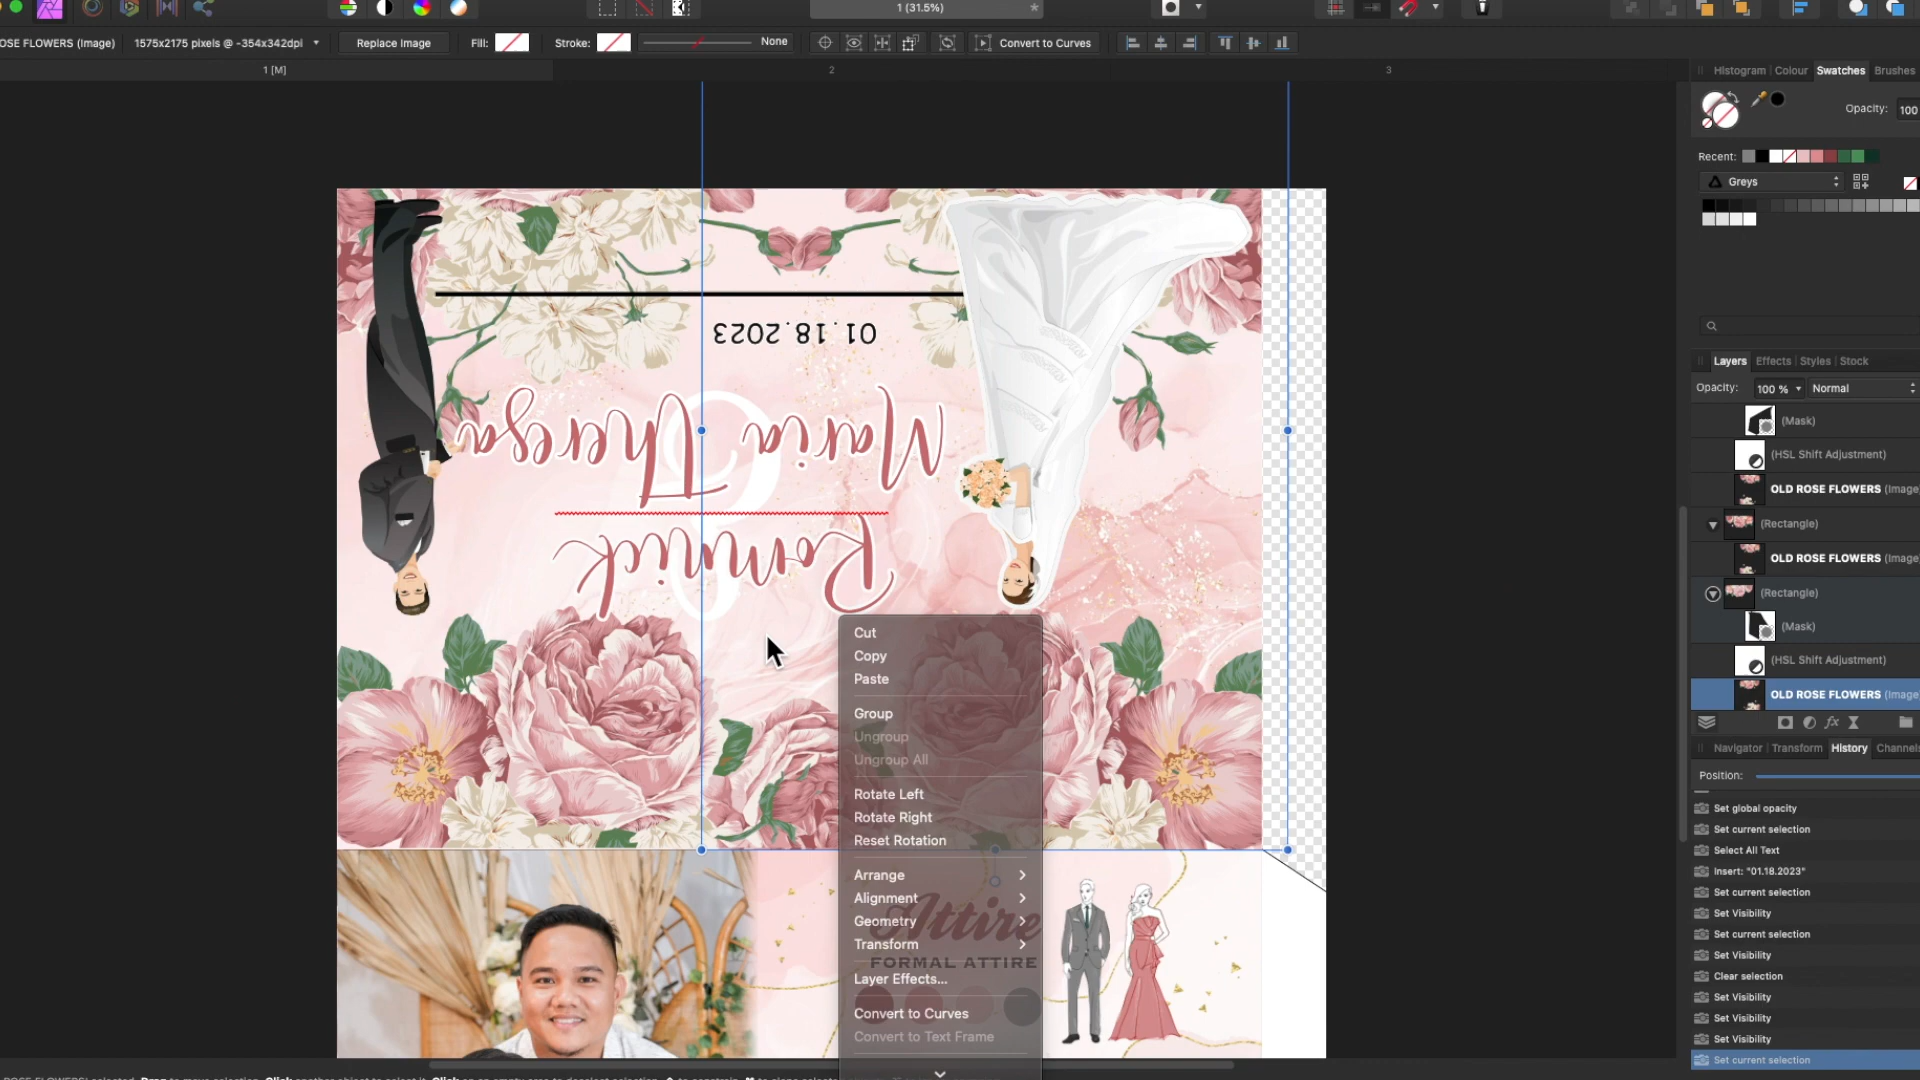 1 (31.5%)
OSE FLOWERS (Image)
1575x2175 pixels @ -354x342dpi
Replace Image
Fill:
Stroke:
None
Convert to Curves
1 [M]
2
3
Histogram
Colour
Swatches
Brushes
Opacity:
100
Recent:
Greys
Layers
Effects
Styles
Stock
Opacity:
100 %
Normal
(Mask)
(HSL Shift Adjustment)
OLD ROSE FLOWERS (Image
(Rectangle)
OLD ROSE FLOWERS (Image
(Rectangle)
(Mask)
(HSL Shift Adjustment)
OLD ROSE FLOWERS (Image
Navigator
Transform
History
Channels
Position:
Set global opacity
Set current selection
Select All Text
Insert: "01.18.2023"
Set current selection
Set Visibility
Set current selection
Set Visibility
Clear selection
Set Visibility
Set Visibility
Set Visibility
Set current selection
01.18.2023
Maria Theresa
&
Romnick
Cut
Copy
Paste
Group
Ungroup
Ungroup All
Rotate Left
Rotate Right
Reset Rotation
Arrange
Alignment
Geometry
Transform
Layer Effects...
Convert to Curves
Convert to Text Frame
Attire
FORMAL ATTIRE